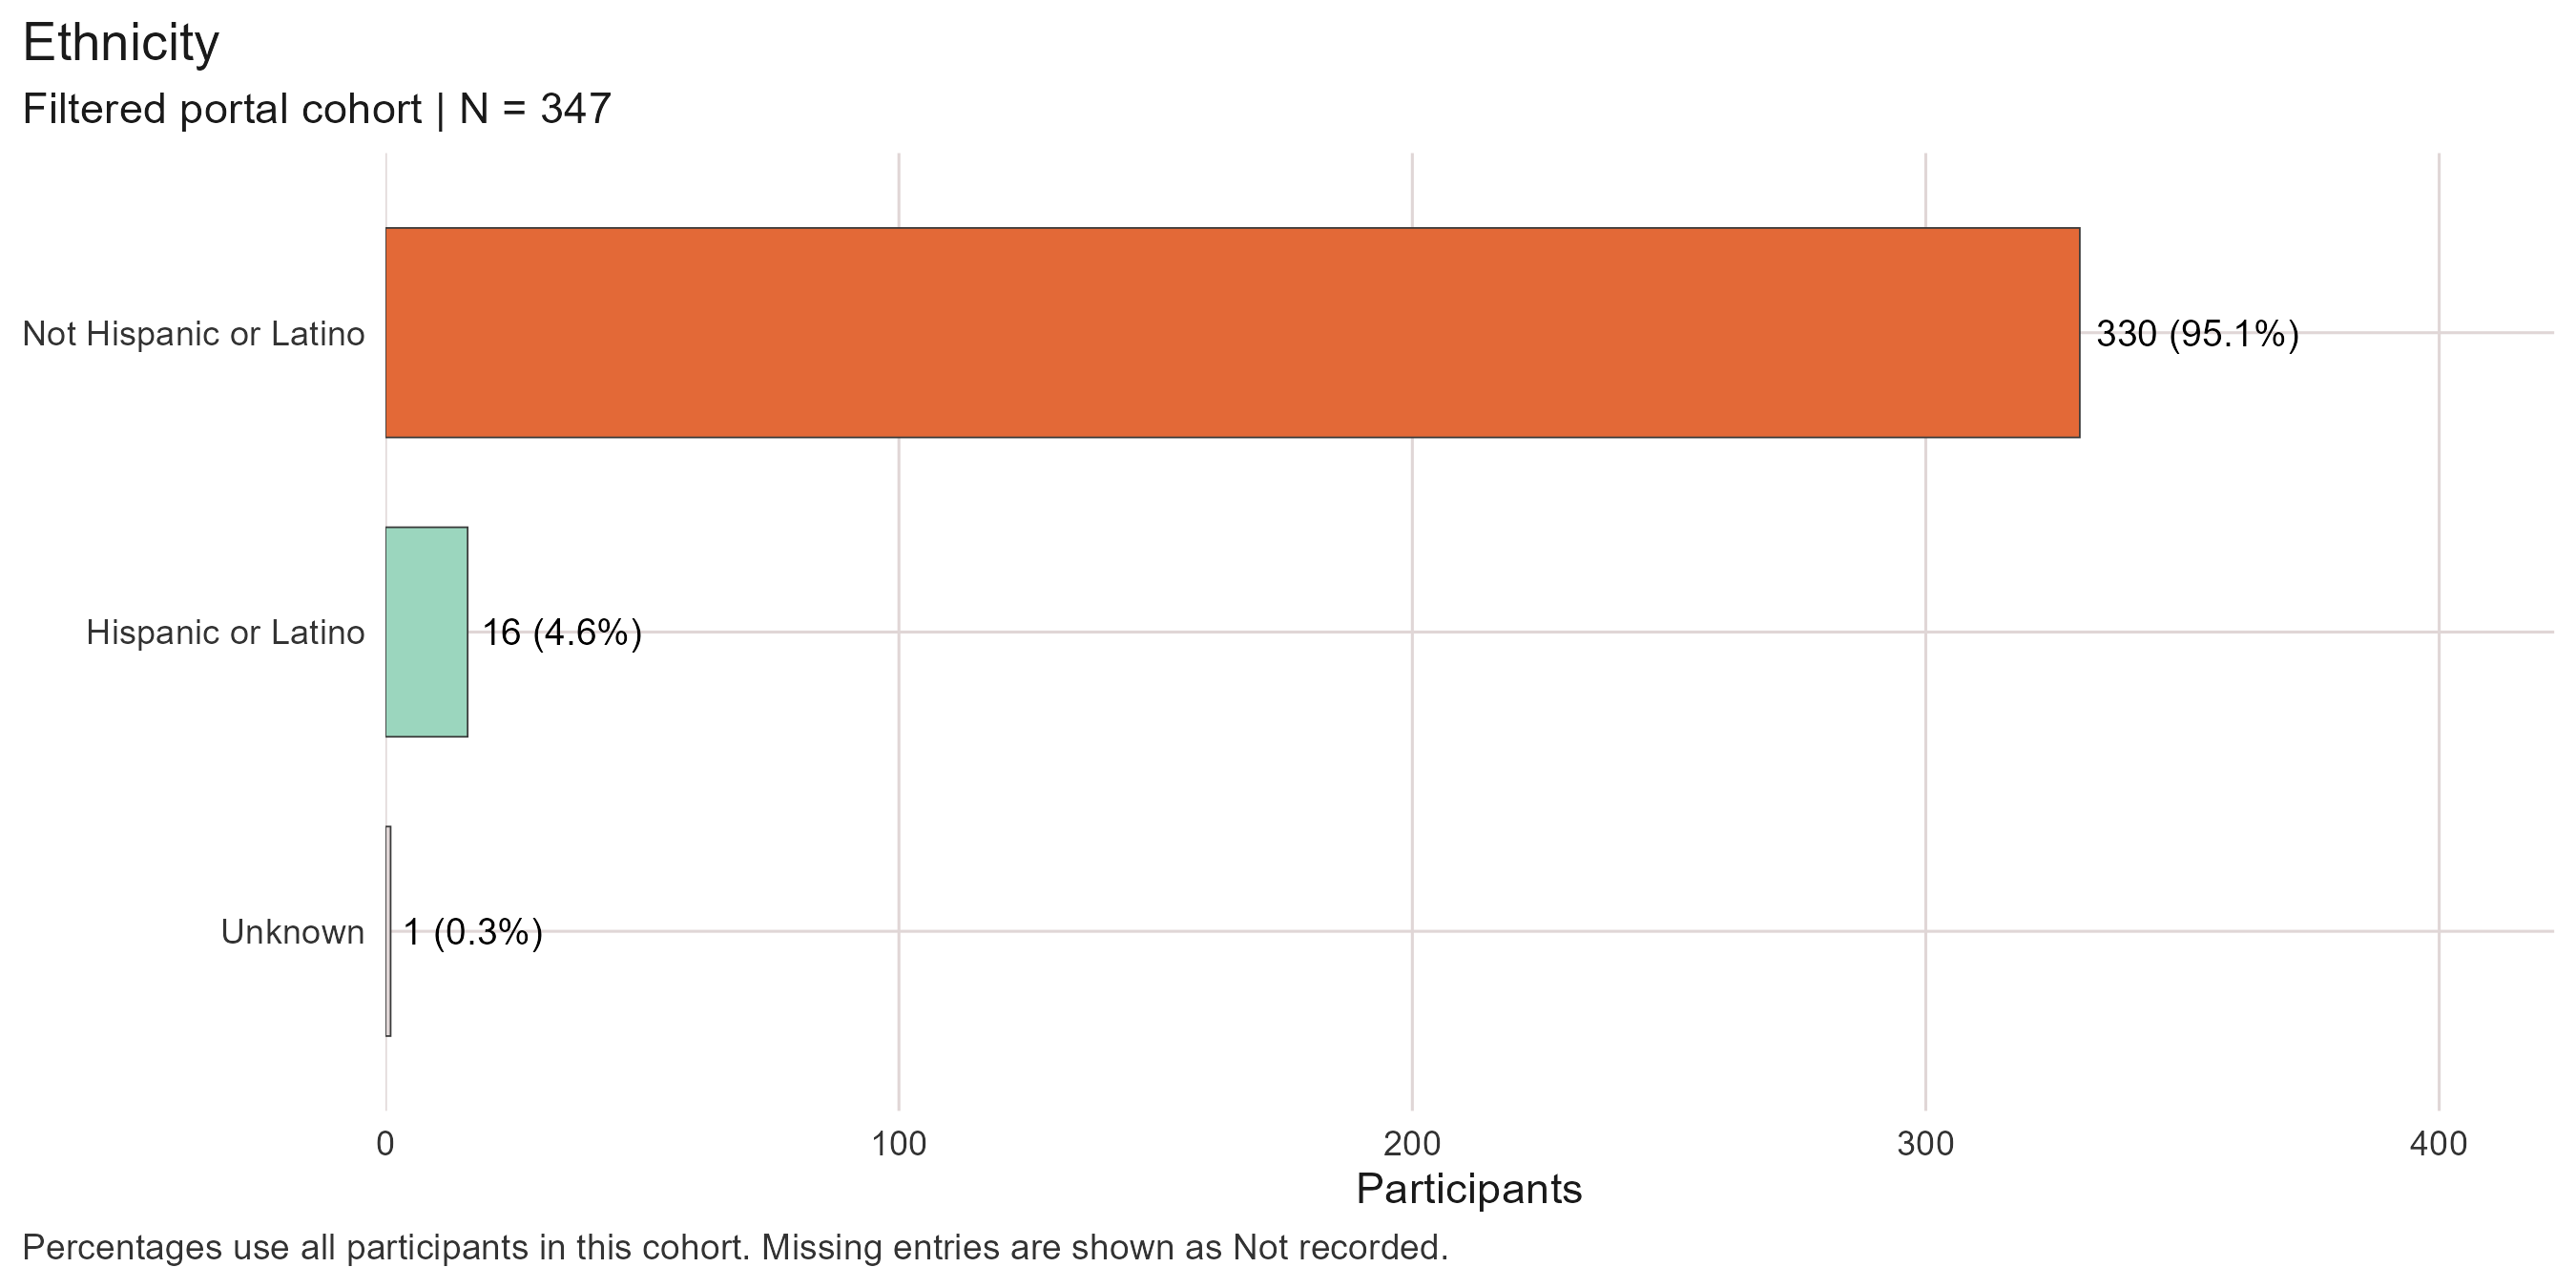 Ethnicity
Filtered portal cohort | N = 347
Not Hispanic or Latino
330 (95.1%)
Hispanic or Latino
16 (4.6%)
Unknown
1 (0.3%)
0 100 200 300 400
Participants
Percentages use all participants in this cohort. Missing entries are shown as Not recorded.